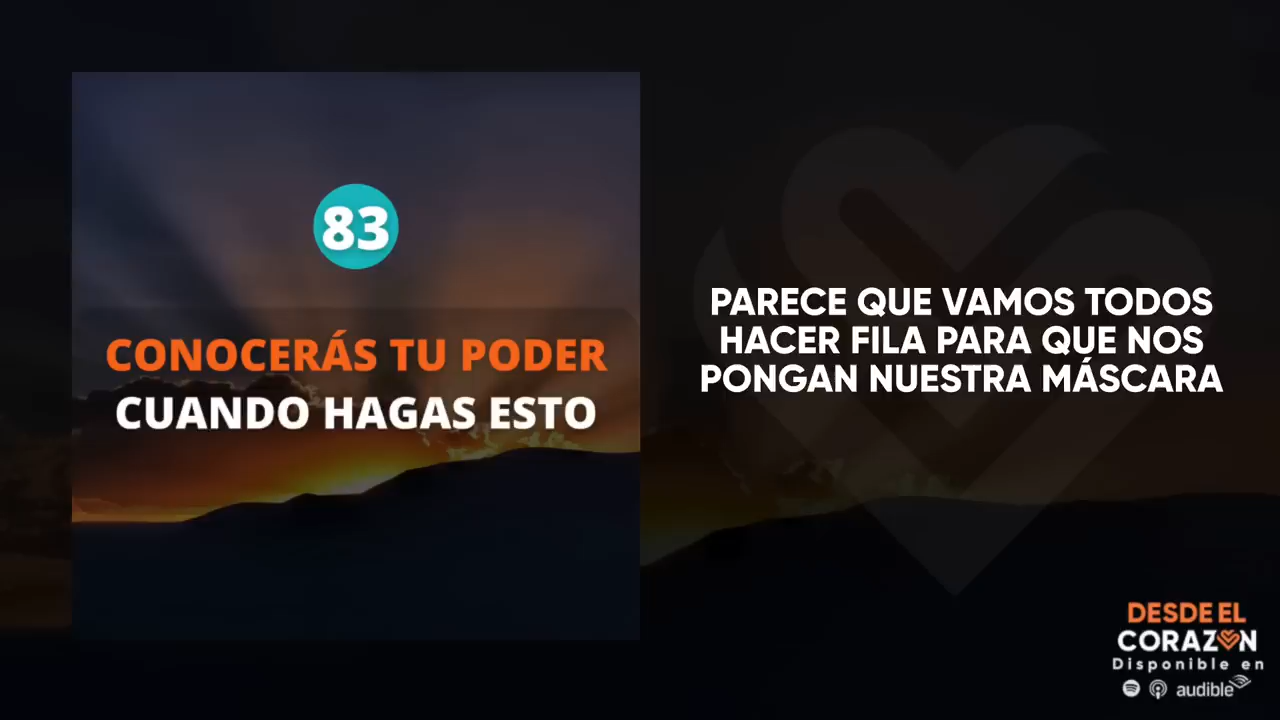 83
CONOCERÁS TU PODER
CUANDO HAGAS ESTO
PARECE QUE VAMOS TODOS
HACER FILA PARA QUE NOS
PONGAN NUESTRA MÁSCARA
DESDE EL
CORAZÓN
Disponible en
audible